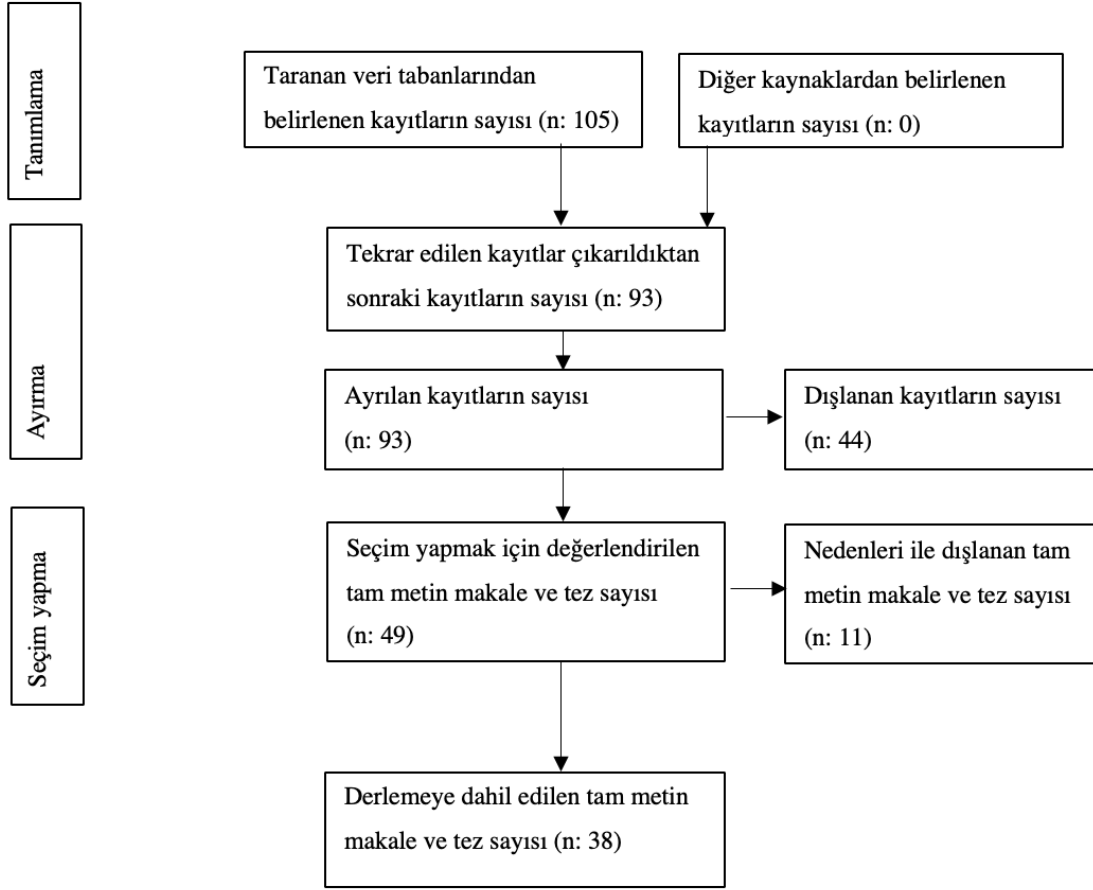 Tanımlama
Taranan veri tabanlarından
belirlenen kayıtların sayısı (n: 105)
Diğer kaynaklardan belirlenen
kayıtların sayısı (n: 0)
Ayırma
Tekrar edilen kayıtlar çıkarıldıktan
sonraki kayıtların sayısı (n: 93)
Ayrılan kayıtların sayısı
(n: 93)
Dışlanan kayıtların sayısı
(n: 44)
Seçim yapma
Seçim yapmak için değerlendirilen
tam metin makale ve tez sayısı
(n: 49)
Nedenleri ile dışlanan tam
metin makale ve tez sayısı
(n: 11)
Derlemeye dahil edilen tam metin
makale ve tez sayısı (n: 38)